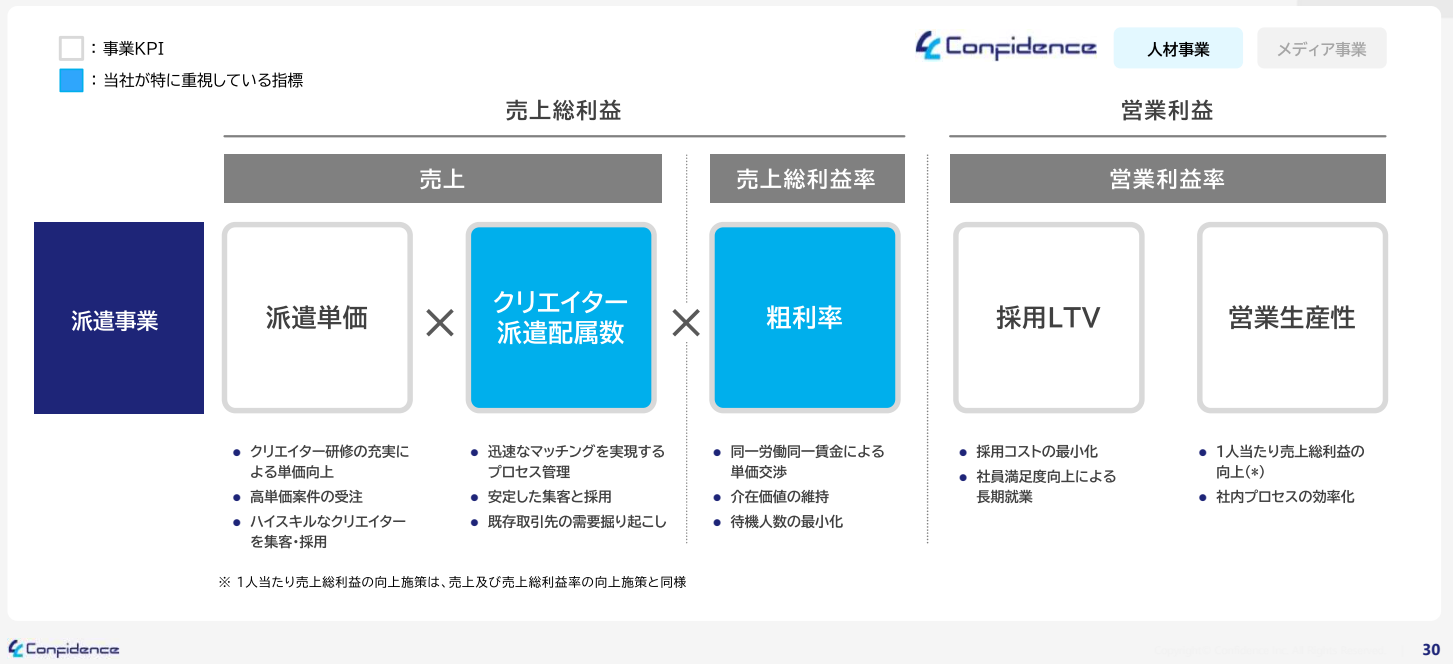 ：事業KPI
：当社が特に重視している指標
Confidence
人材事業
メディア事業
売上総利益
営業利益
売上
売上総利益率
営業利益率
派遣事業
派遣単価
×
クリエイター
派遣配属数
×
粗利率
採用LTV
営業生産性
● クリエイター研修の充実に
よる単価向上
● 高単価案件の受注
● ハイスキルなクリエイター
を集客・採用
● 迅速なマッチングを実現する
プロセス管理
● 安定した集客と採用
● 既存取引先の需要掘り起こし
● 同一労働同一賃金による
単価交渉
● 介在価値の維持
● 待機人数の最小化
● 採用コストの最小化
● 社員満足度向上による
長期就業
● 1人当たり売上総利益の
向上(*)
● 社内プロセスの効率化
※ 1人当たり売上総利益の向上施策は、売上及び売上総利益率の向上施策と同様
Confidence
30